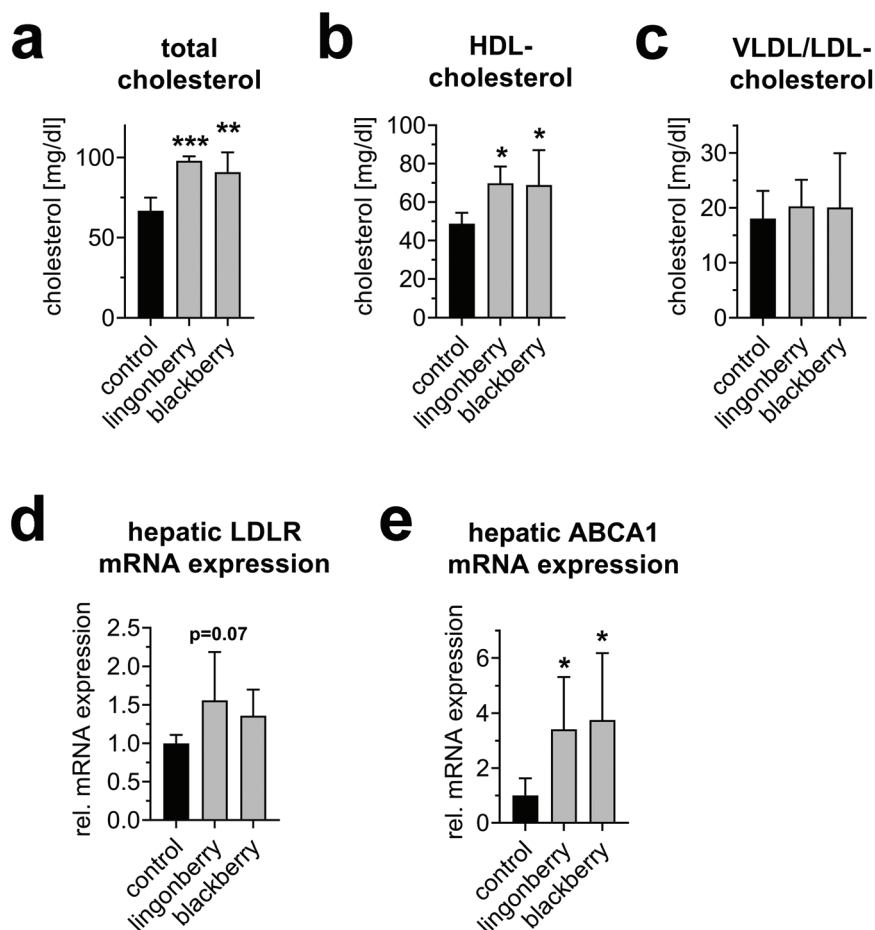 a
total
cholesterol
cholesterol [mg/dl]
100
50
0
***
**
control
lingonberry
blackberry
b
HDL-
cholesterol
cholesterol [mg/dl]
100
80
60
40
20
0
*
*
control
lingonberry
blackberry
c
VLDL/LDL-
cholesterol
cholesterol [mg/dl]
30
20
10
0
control
lingonberry
blackberry
d
hepatic LDLR
mRNA expression
rel. mRNA expression
2.5
2.0
1.5
1.0
0.5
0.0
p=0.07
control
lingonberry
blackberry
e
hepatic ABCA1
mRNA expression
rel. mRNA expression
6
4
2
0
*
*
control
lingonberry
blackberry